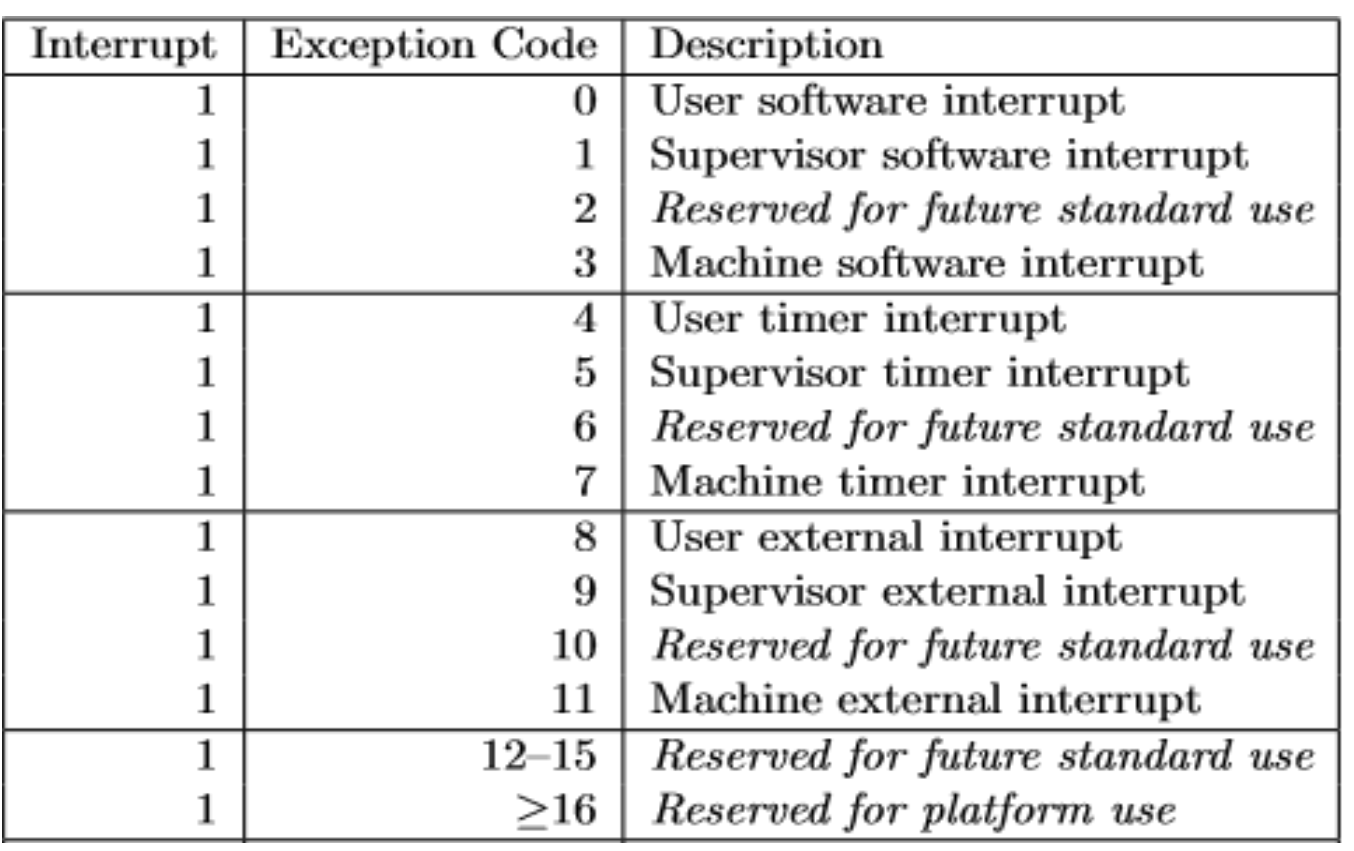 Interrupt Exception Code Description
1 0 User software interrupt
1 1 Supervisor software interrupt
1 2 Reserved for future standard use
1 3 Machine software interrupt
1 4 User timer interrupt
1 5 Supervisor timer interrupt
1 6 Reserved for future standard use
1 7 Machine timer interrupt
1 8 User external interrupt
1 9 Supervisor external interrupt
1 10 Reserved for future standard use
1 11 Machine external interrupt
1 12–15 Reserved for future standard use
1 ≥16 Reserved for platform use